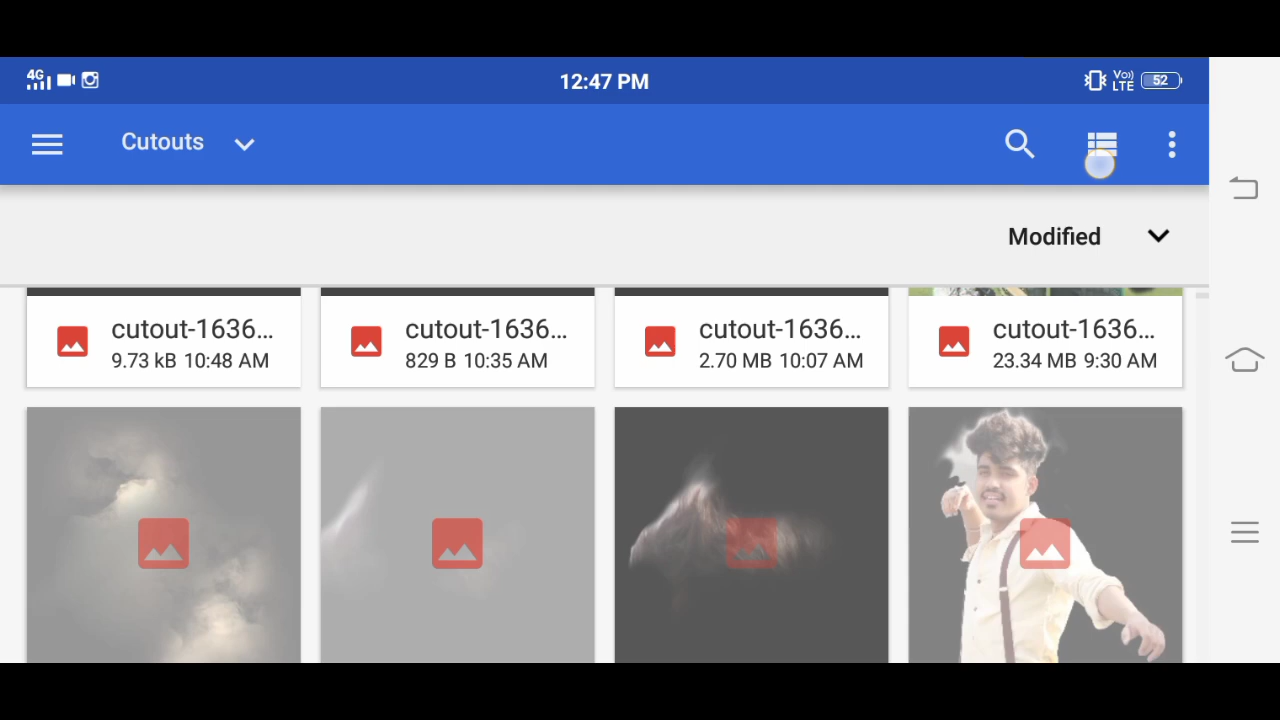 4G
12:47 PM
Vo))
LTE
52
Cutouts
Modified
cutout-1636...
9.73 kB 10:48 AM
cutout-1636...
829 B 10:35 AM
cutout-1636...
2.70 MB 10:07 AM
cutout-1636...
23.34 MB 9:30 AM